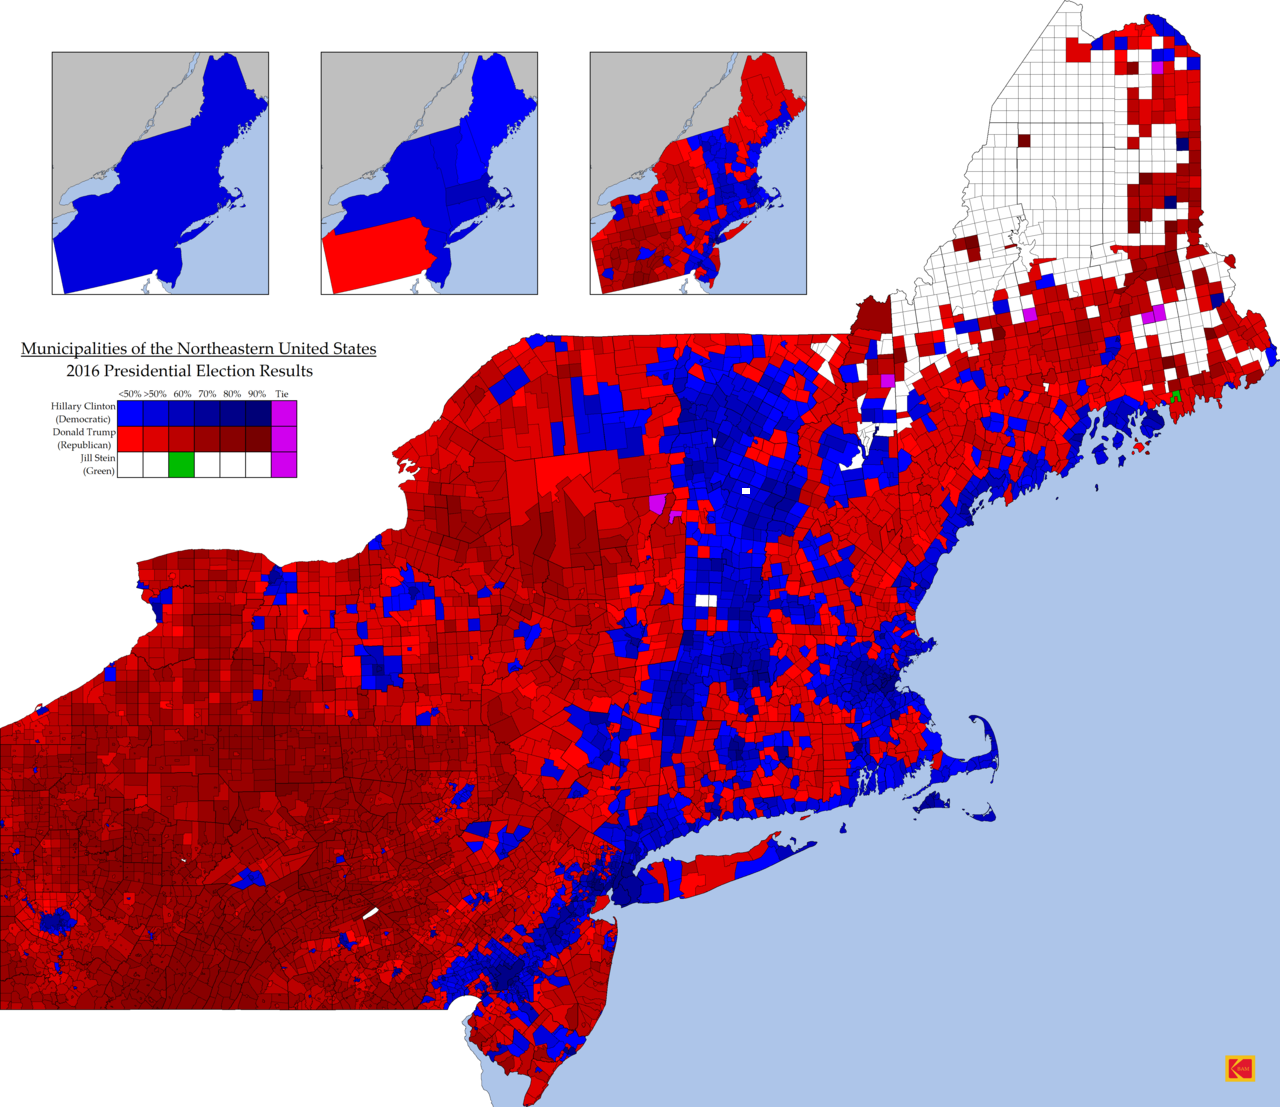 Municipalities of the Northeastern United States
2016 Presidential Election Results
<50% >50% 60% 70% 80% 90% Tie
Hillary Clinton
(Democratic)
Donald Trump
(Republican)
Jill Stein
(Green)
RAM